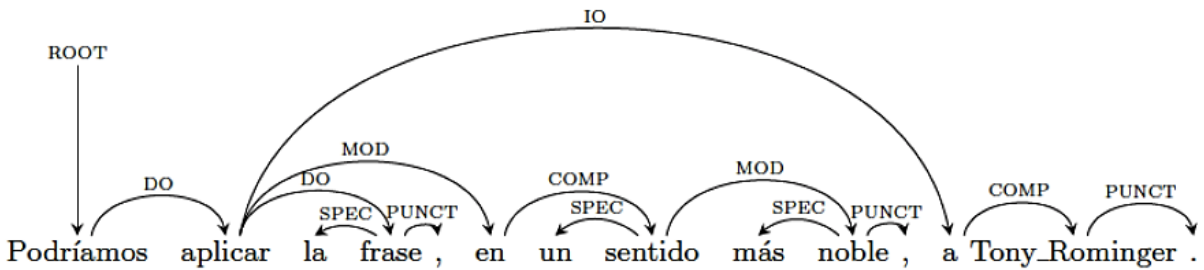 IO
ROOT
MOD
DO DO COMP MOD COMP PUNCT
SPEC PUNCT SPEC SPEC PUNCT
Podríamos aplicar la frase , en un sentido más noble , a Tony_Rominger .